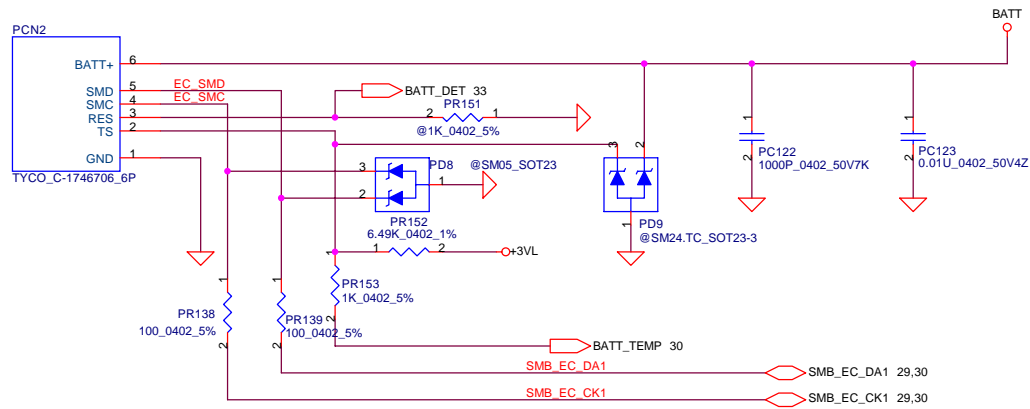 BATT
PCN2
BATT+ 6
SMD 5 EC_SMD
SMC 4 EC_SMC
RES 3
TS 2
GND 1
TYCO_C-1746706_6P
BATT_DET 33
2 PR151 1
@1K_0402_5%
PD8 @SM05_SOT23
3
2
1
PR152
6.49K_0402_1%
1 2 +3VL
3 2
1 PD9
@SM24.TC_SOT23-3
1
PC122
2 1000P_0402_50V7K
1
PC123
2 0.01U_0402_50V4Z
1
PR138
100_0402_5%
2
1
PR139
100_0402_5%
2
1
PR153
1K_0402_5%
2
BATT_TEMP 30
SMB_EC_DA1 SMB_EC_DA1 29,30
SMB_EC_CK1 SMB_EC_CK1 29,30